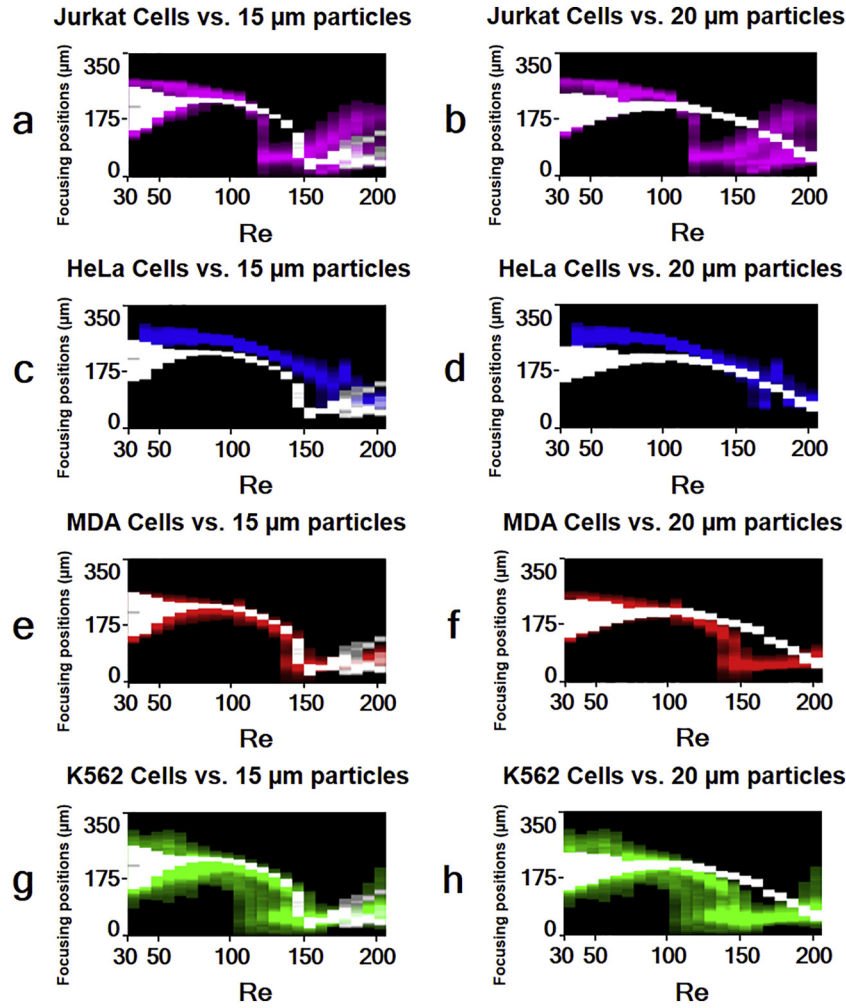 Jurkat Cells vs. 15 µm particles
a
Focusing positions (µm)
350
175-
0
30 50 100 150 200
Re
Jurkat Cells vs. 20 µm particles
b
Focusing positions (µm)
350
175-
0
30 50 100 150 200
Re
HeLa Cells vs. 15 µm particles
c
Focusing positions (µm)
350
175-
0
30 50 100 150 200
Re
HeLa Cells vs. 20 µm particles
d
Focusing positions (µm)
350
175-
0
30 50 100 150 200
Re
MDA Cells vs. 15 µm particles
e
Focusing positions (µm)
350
175-
0
30 50 100 150 200
Re
MDA Cells vs. 20 µm particles
f
Focusing positions (µm)
350
175-
0
30 50 100 150 200
Re
K562 Cells vs. 15 µm particles
g
Focusing positions (µm)
350
175-
0
30 50 100 150 200
Re
K562 Cells vs. 20 µm particles
h
Focusing positions (µm)
350
175-
0
30 50 100 150 200
Re